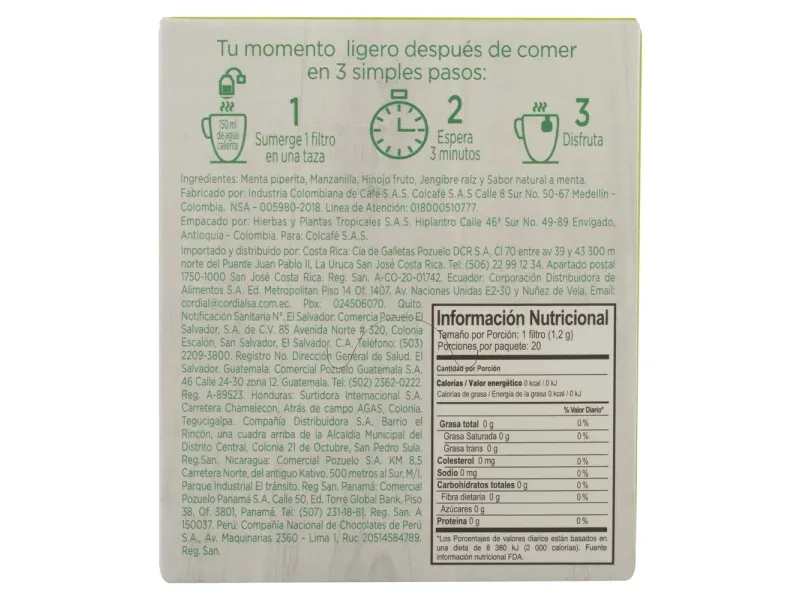 Tu momento ligero después de comer
en 3 simples pasos:
150 ml
de agua
caliente
1
Sumerge 1 filtro
en una taza
2
Espera
3 minutos
3
Disfruta
Ingredientes: Menta piperita, Manzanilla, Hinojo fruto, Jengibre raíz y Sabor natural a menta.
Fabricado por: Industria Colombiana de Café S.A.S. Colcafé S.A.S Calle 8 Sur No. 50-67 Medellín -
Colombia. NSA - 005980-2018. Línea de Atención: 018000510777.
Empacado por: Hierbas y Plantas Tropicales S.A.S. Hiplantro Calle 46ª Sur No. 49-89 Envigado,
Antioquia - Colombia. Para: Colcafé S.A.S.
Importado y distribuido por: Costa Rica: Cía de Galletas Pozuelo DCR S.A, Cl 70 entre av 39 y 43 300 m
norte del Puente Juan Pablo II, La Uruca San José Costa Rica. Tel: (506) 22 99 12 34. Apartado postal
1750-1000 San José Costa Rica. Reg. San. A-CO-20-01742. Ecuador: Corporación Distribuidora de
Alimentos S.A. Ed. Metropolitan Piso 14 Of. 1407. Av. Naciones Unidas E2-30 y Nuñez de Vela. Email:
cordial@cordialsa.com.ec. Pbx: 024506070. Quito.
Notificación Sanitaria N°. El Salvador: Comercia Pozuelo El
Salvador, S.A. de C.V. 85 Avenida Norte # 320, Colonia
Escalón, San Salvador, El Salvador. C.A. Teléfono: (503)
2209-3800. Registro No. Dirección General de Salud. El
Salvador. Guatemala: Comercial Pozuelo Guatemala S.A.
46 Calle 24-30 zona 12. Guatemala. Tel: (502) 2362-0222.
Reg. A-89523. Honduras: Surtidora Internacional S.A.
Carretera Chamelecon, Atrás de campo AGAS, Colonia.
Tegucigalpa. Compañía Distribuidora S.A. Barrio el
Rincón, una cuadra arriba de la Alcaldía Municipal del
Distrito Central, Colonia 21 de Octubre, San Pedro Sula.
Reg.San. Nicaragua: Comercial Pozuelo S.A. KM 8,5
Carretera Norte, del antiguo Kativo, 500 metros al Sur, M/I,
Parque Industrial El tránsito. Reg San. Panamá: Comercial
Pozuelo Panamá S.A. Calle 50, Ed. Torre Global Bank, Piso
38. Of. 3801, Panamá. Tel: (507) 231-18-81. Reg. San. A
150037. Perú: Compañía Nacional de Chocolates de Perú
S.A., Av. Maquinarias 2360 - Lima 1, Ruc 20514584789.
Reg. San.
Información Nutricional
Tamaño por Porción: 1 filtro (1,2 g)
Porciones por paquete: 20
Cantidad por Porción
Calorías / Valor energético 0 kcal / 0 kJ
Calorías de grasa / Energía de la grasa 0 kcal / 0 kJ
% Valor Diario*
Grasa total 0 g 0 %
Grasa Saturada 0 g 0 %
Grasa trans 0 g
Colesterol 0 mg 0 %
Sodio 0 mg 0 %
Carbohidratos totales 0 g 0 %
Fibra dietaria 0 g 0 %
Azúcares 0 g
Proteína 0 g 0 %
*Los Porcentajes de valores diarios están basados en
una dieta de 8 380 kJ (2 000 calorías). Fuente
información nutricional FDA.